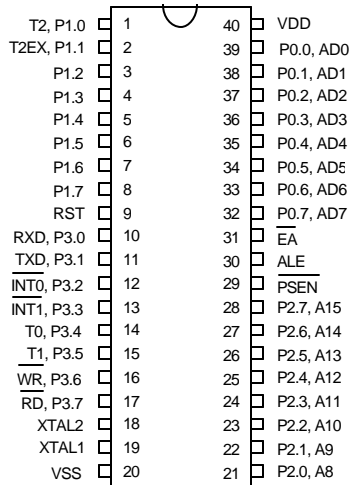 T2, P1.0 1 40 VDD
T2EX, P1.1 2 39 P0.0, AD0
P1.2 3 38 P0.1, AD1
P1.3 4 37 P0.2, AD2
P1.4 5 36 P0.3, AD3
P1.5 6 35 P0.4, AD4
P1.6 7 34 P0.5, AD5
P1.7 8 33 P0.6, AD6
RST 9 32 P0.7, AD7
RXD, P3.0 10 31 EA
TXD, P3.1 11 30 ALE
INT0, P3.2 12 29 PSEN
INT1, P3.3 13 28 P2.7, A15
T0, P3.4 14 27 P2.6, A14
T1, P3.5 15 26 P2.5, A13
WR, P3.6 16 25 P2.4, A12
RD, P3.7 17 24 P2.3, A11
XTAL2 18 23 P2.2, A10
XTAL1 19 22 P2.1, A9
VSS 20 21 P2.0, A8